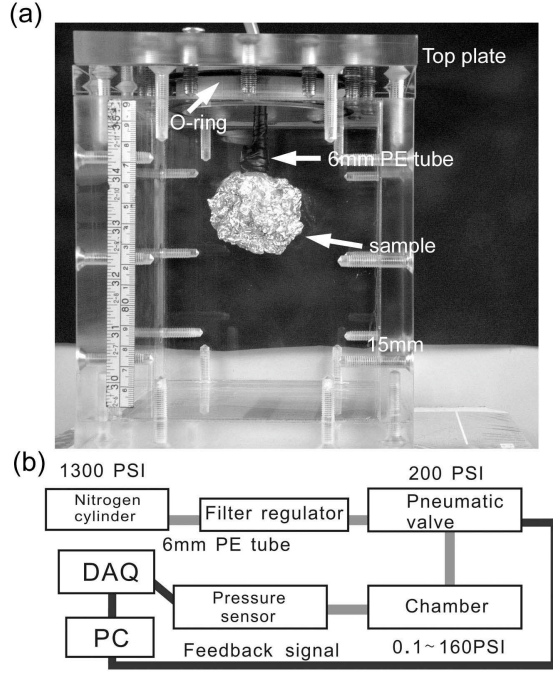 (a)
Top plate
O-ring
6mm PE tube
sample
15mm
(b)
1300 PSI
200 PSI
Nitrogen
cylinder
Filter regulator
Pneumatic
valve
6mm PE tube
DAQ
Pressure
sensor
Chamber
PC
Feedback signal
0.1~160PSI